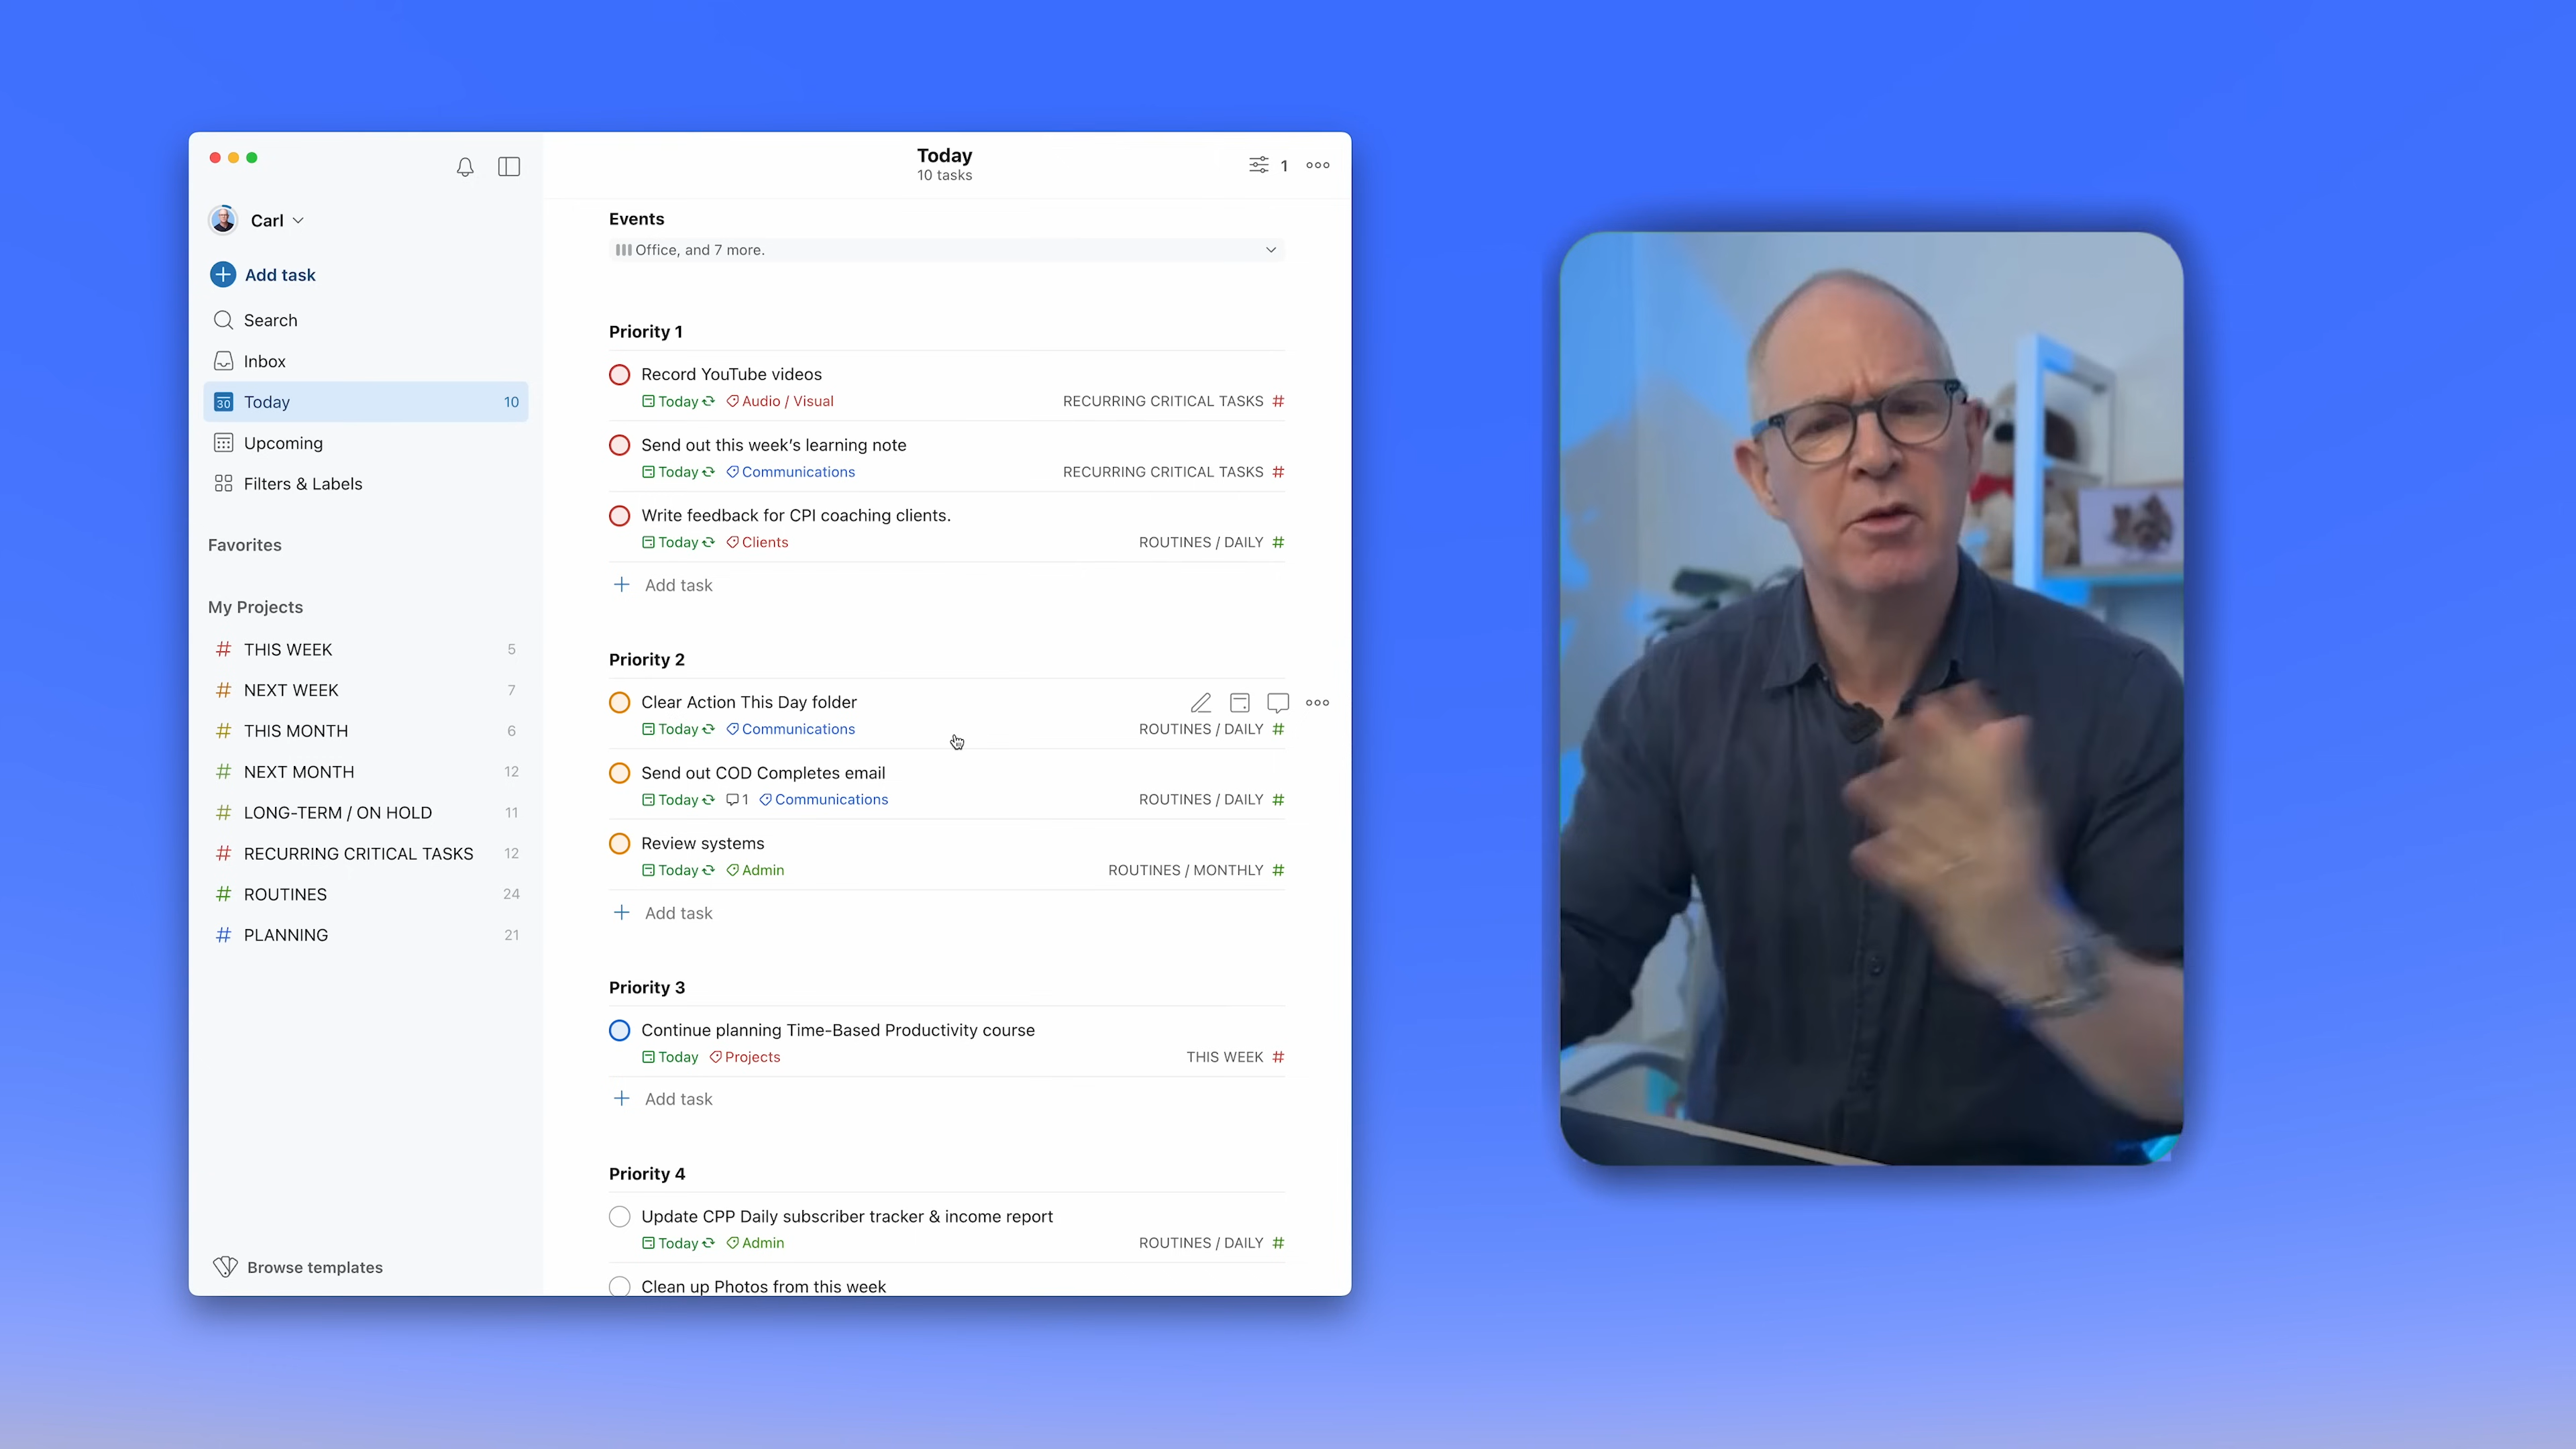 Carl
Add task
Search
Inbox
30 Today 10
Upcoming
Filters & Labels
Favorites
My Projects
# THIS WEEK 5
# NEXT WEEK 7
# THIS MONTH 6
# NEXT MONTH 12
# LONG-TERM / ON HOLD 11
# RECURRING CRITICAL TASKS 12
# ROUTINES 24
# PLANNING 21
Browse templates
Today
10 tasks
1
Events
Office, and 7 more.
Priority 1
Record YouTube videos
Today Audio / Visual RECURRING CRITICAL TASKS #
Send out this week's learning note
Today Communications RECURRING CRITICAL TASKS #
Write feedback for CPI coaching clients.
Today Clients ROUTINES / DAILY #
Add task
Priority 2
Clear Action This Day folder
Today Communications ROUTINES / DAILY #
Send out COD Completes email
Today 1 Communications ROUTINES / DAILY #
Review systems
Today Admin ROUTINES / MONTHLY #
Add task
Priority 3
Continue planning Time-Based Productivity course
Today Projects THIS WEEK #
Add task
Priority 4
Update CPP Daily subscriber tracker & income report
Today Admin ROUTINES / DAILY #
Clean up Photos from this week